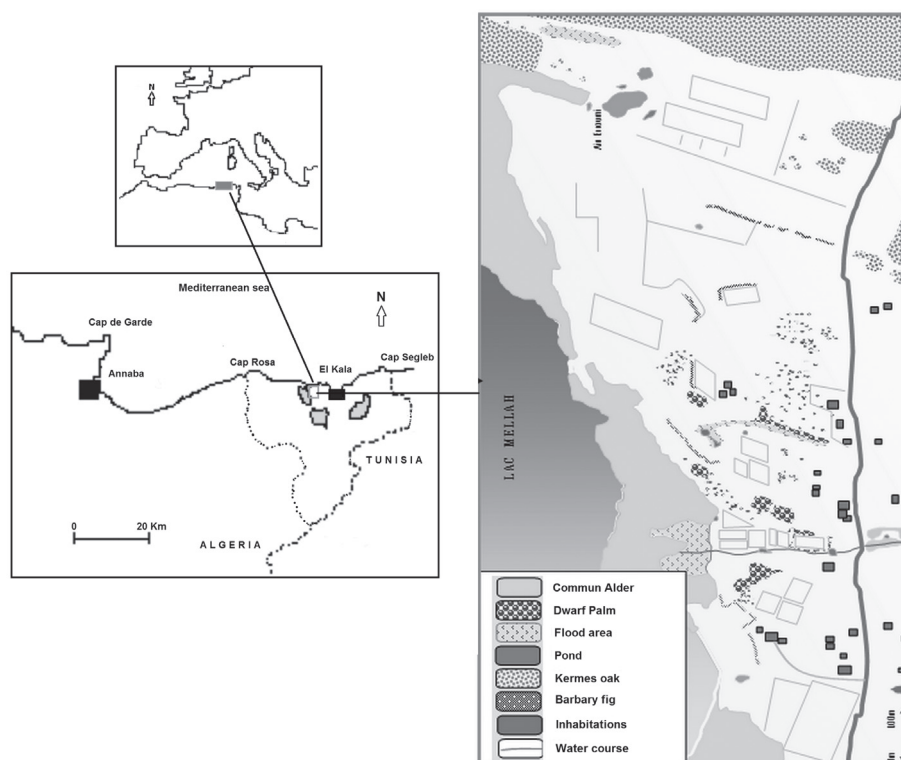 N
Mediterranean sea
N
Cap de Garde
Cap Segleb
Cap Rosa
El Kala
Annaba
TUNISIA
0 20 Km
ALGERIA
LAC MELLAH
Commun Alder
Dwarf Palm
Flood area
Pond
Kermes oak
Barbary fig
Inhabitations
Water course
100m